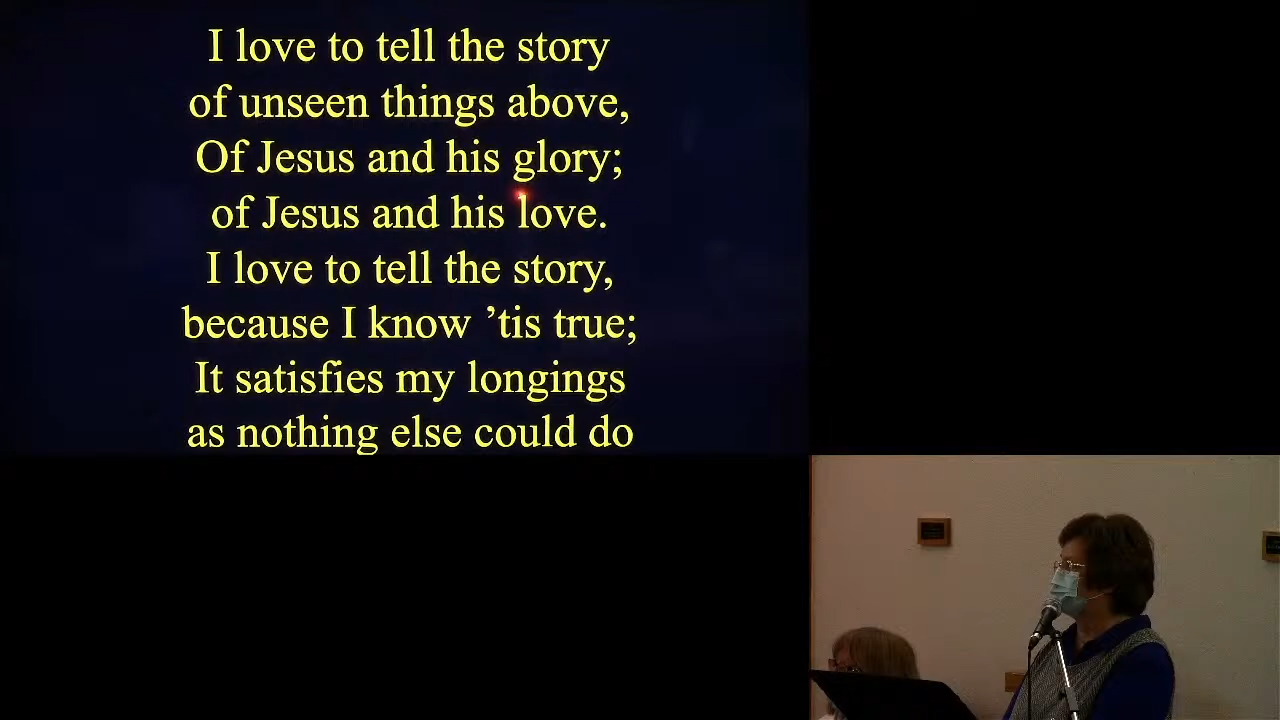 I love to tell the story
of unseen things above,
Of Jesus and his glory;
of Jesus and his love.
I love to tell the story,
because I know ’tis true;
It satisfies my longings
as nothing else could do